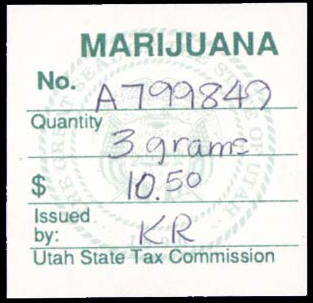 MARIJUANA
No. A799849
Quantity 3 grams
$ 10.50
Issued by: KR
Utah State Tax Commission